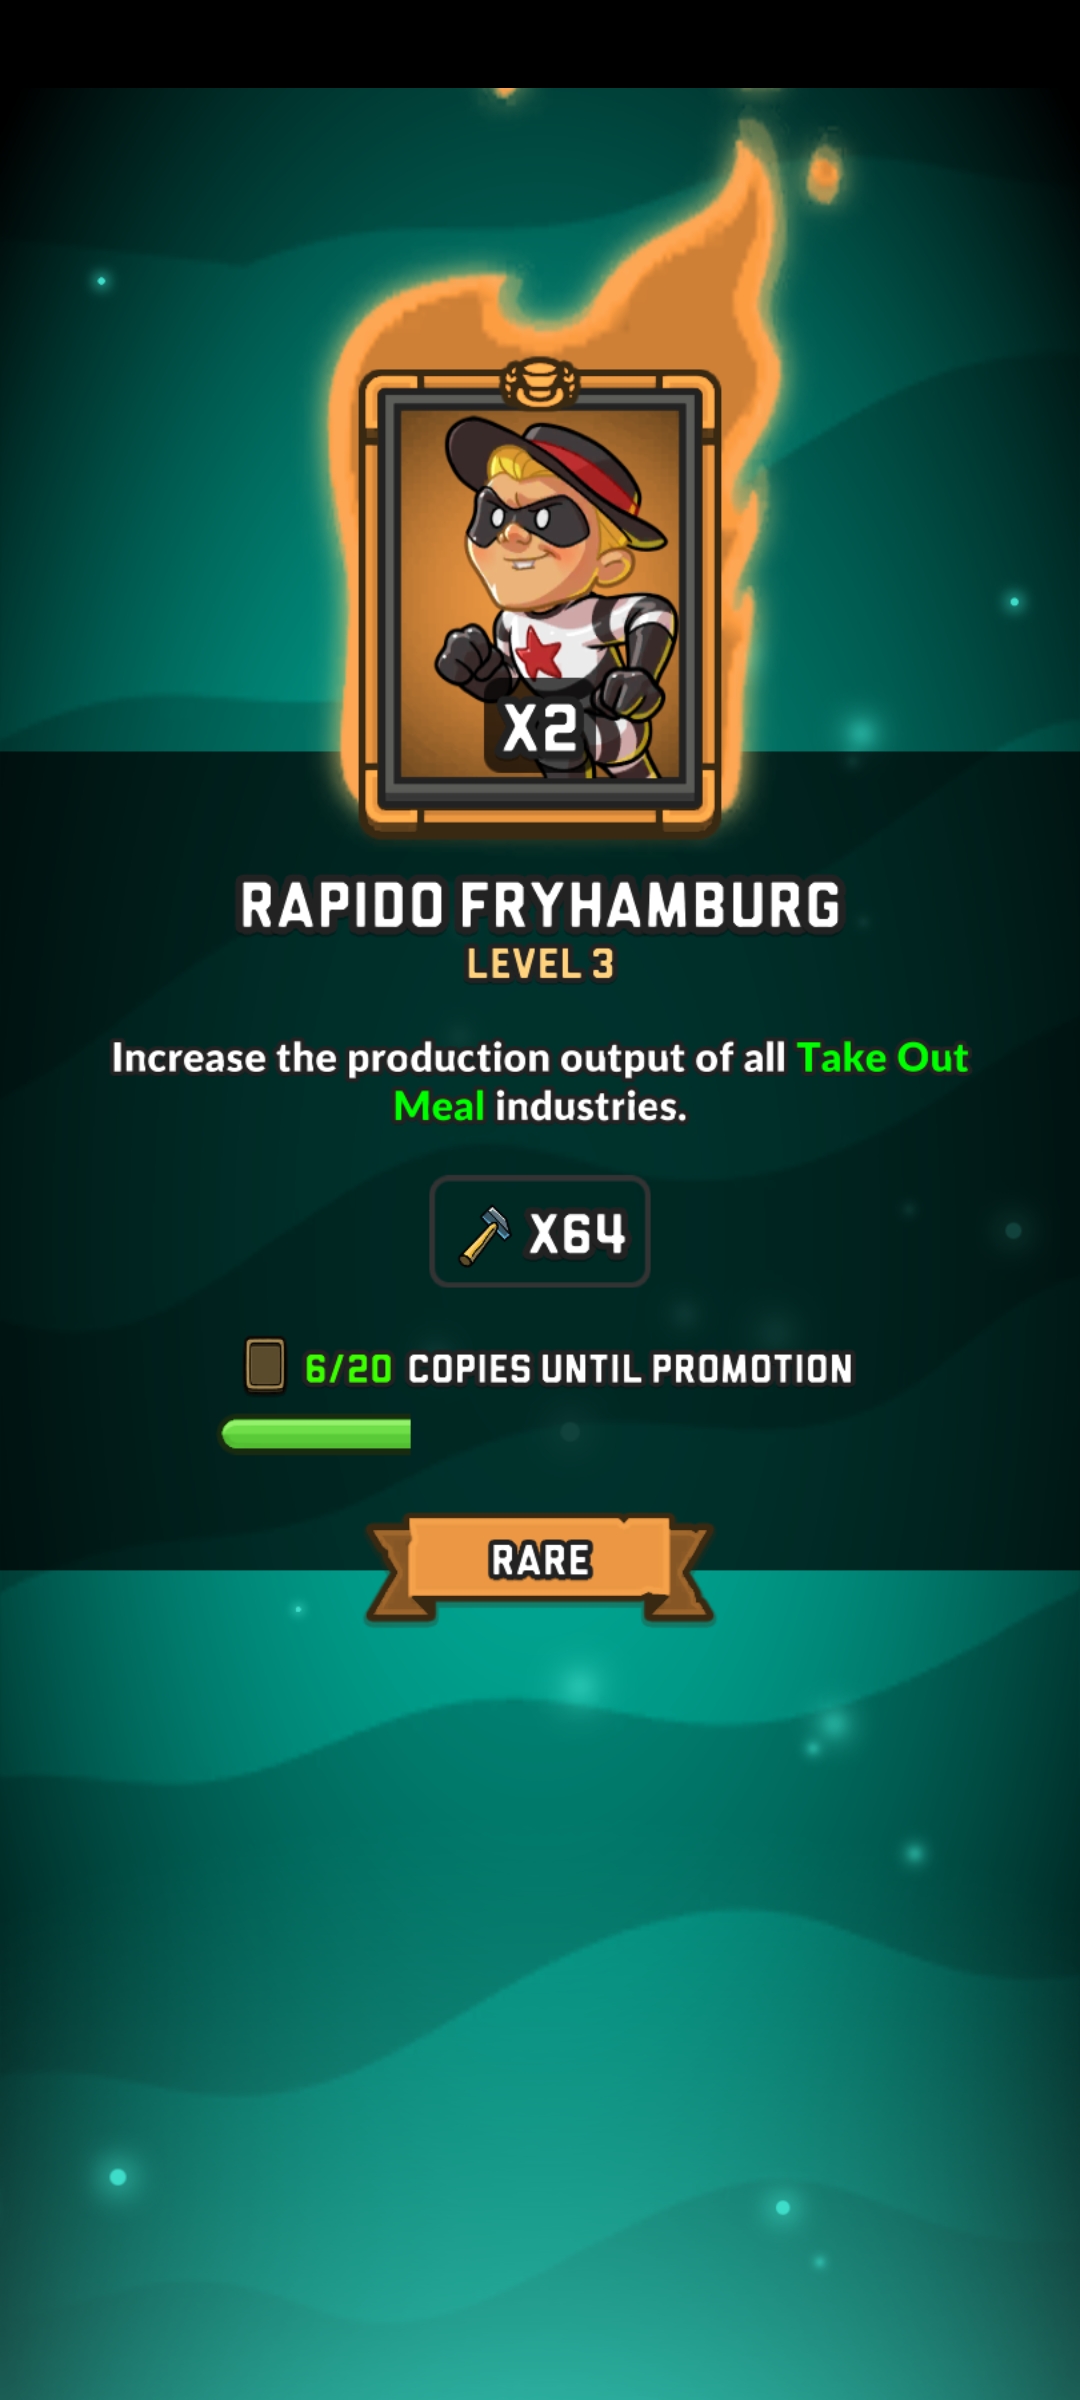 X2
RAPIDO FRYHAMBURG
LEVEL 3
Increase the production output of all Take Out
Meal industries.
X64
6/20 COPIES UNTIL PROMOTION
RARE